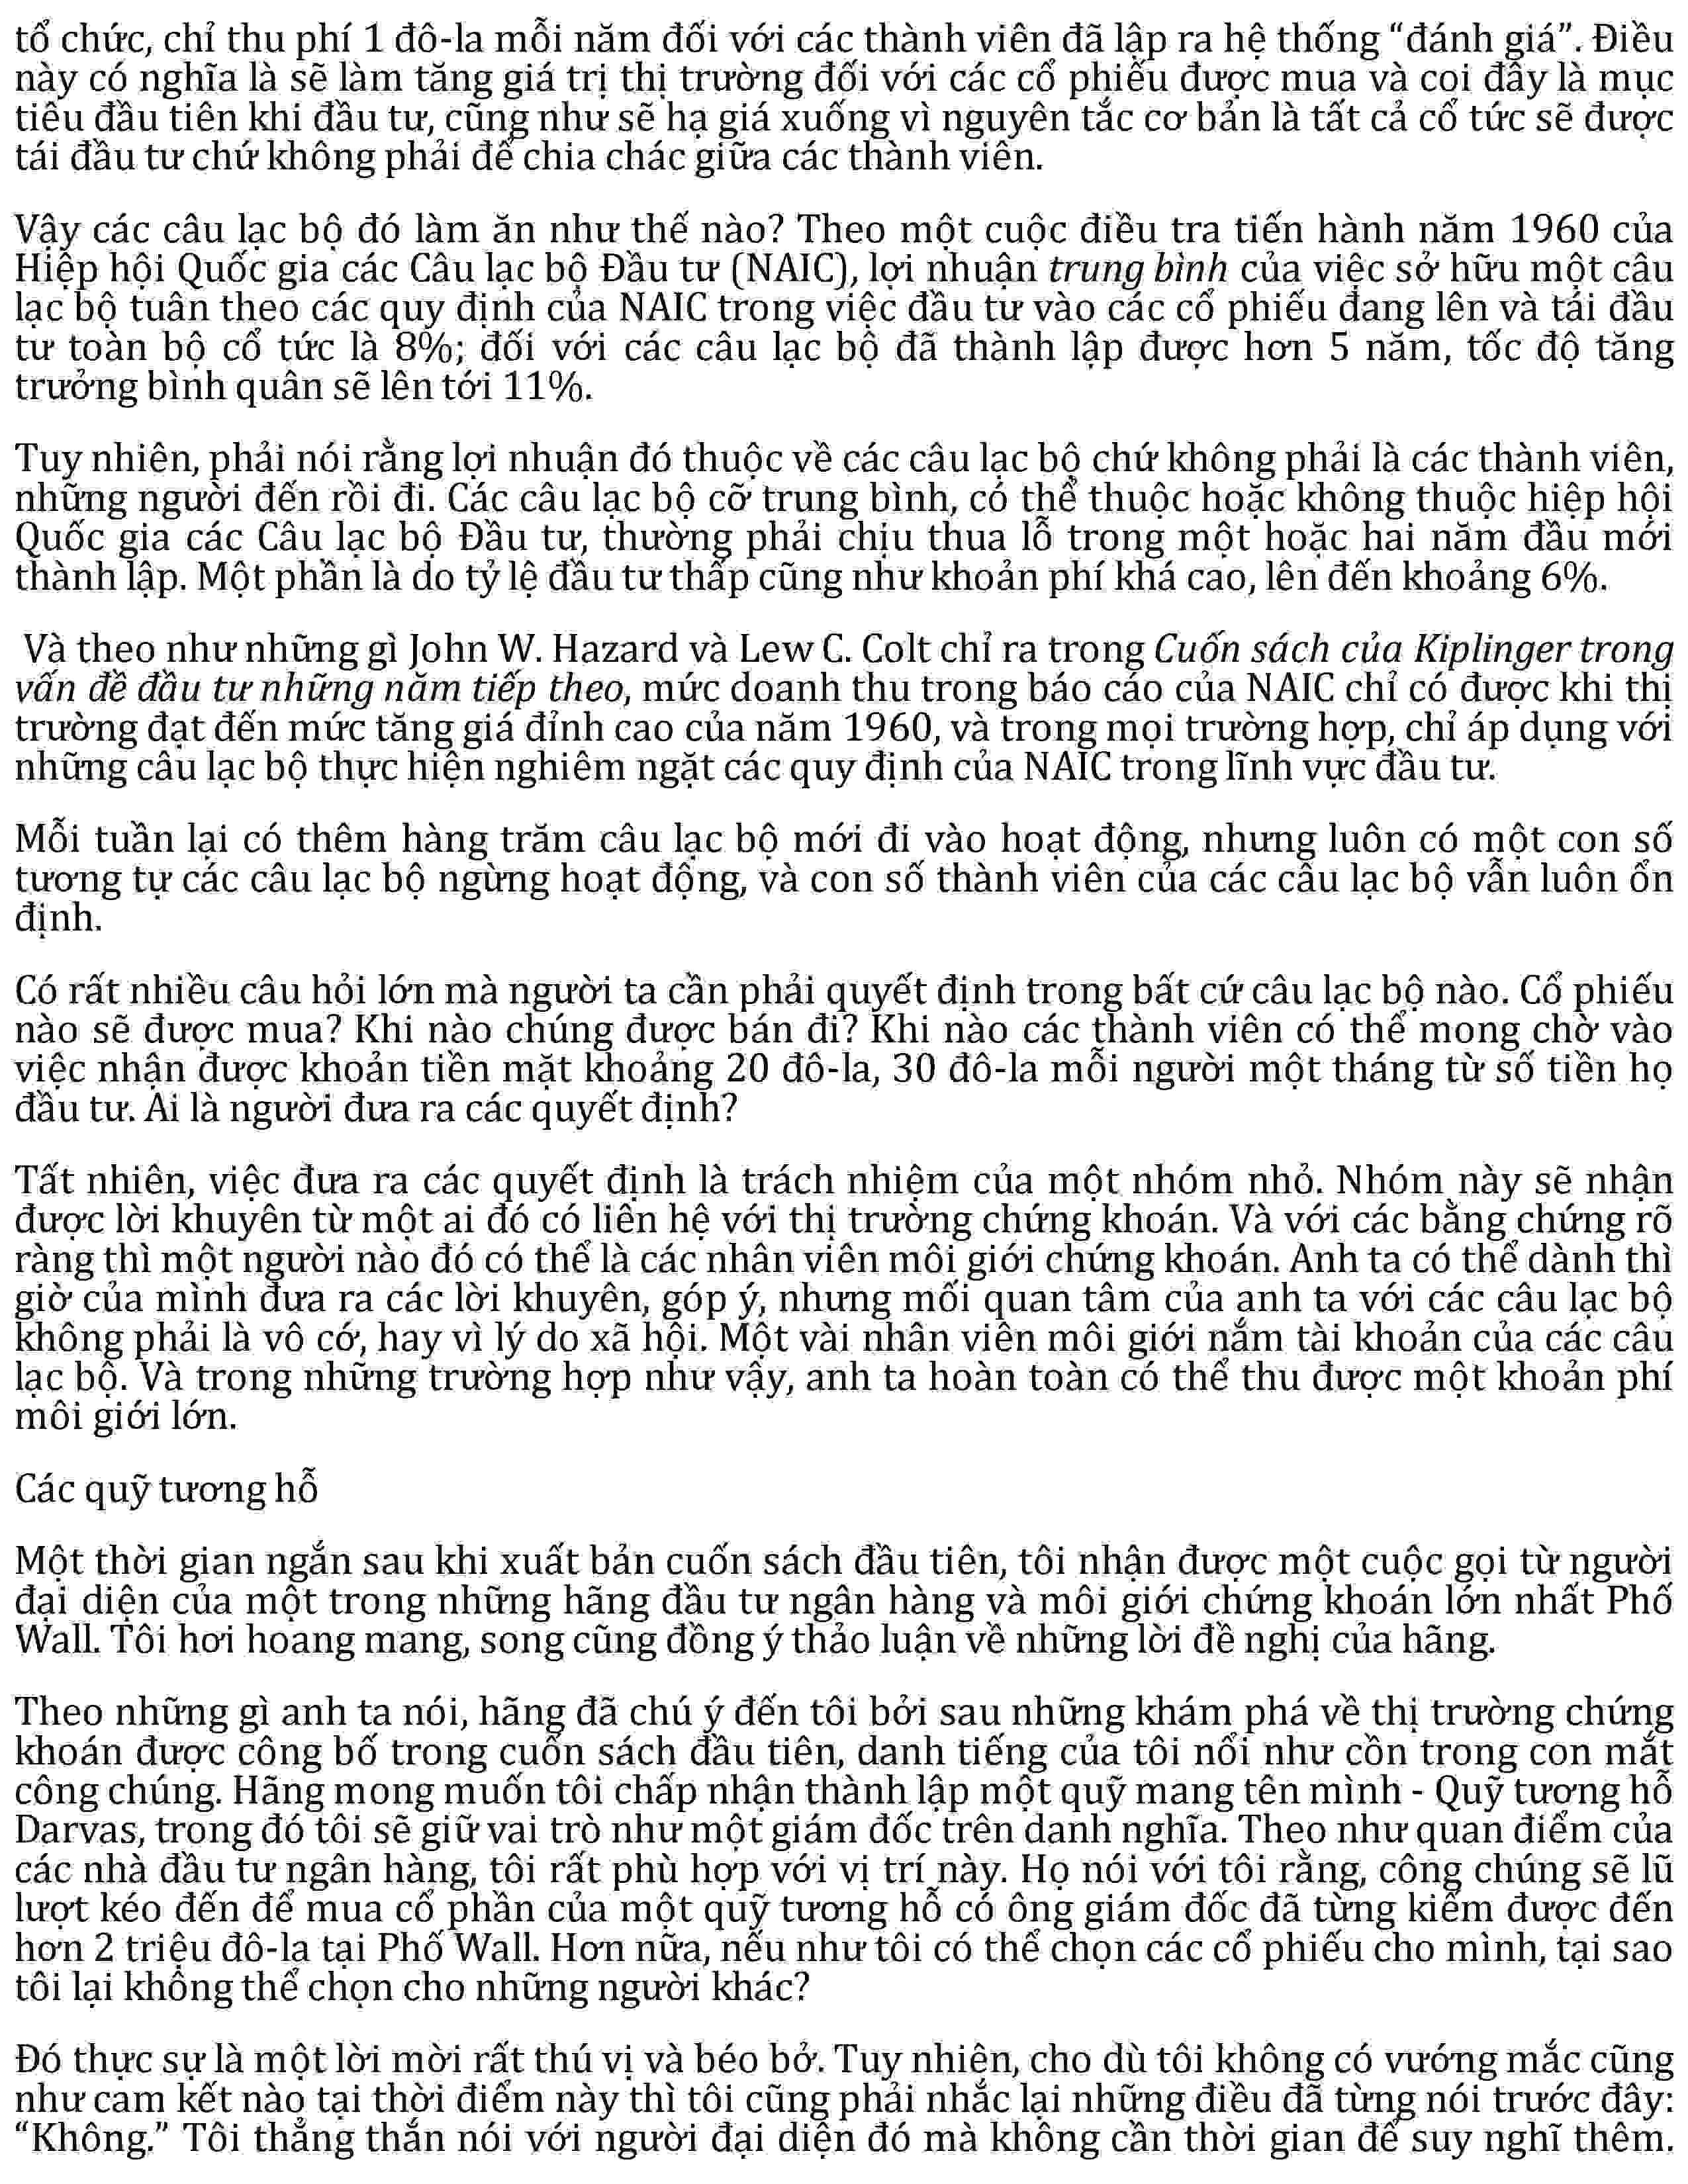 tổ chức, chỉ thu phí 1 đô-la mỗi năm đối với các thành viên đã lập ra hệ thống “đánh giá”. Điều
này có nghĩa là sẽ làm tăng giá trị thị trường đối với các cổ phiếu được mua và coi đây là mục
tiêu đầu tiên khi đầu tư, cũng như sẽ hạ giá xuống vì nguyên tắc cơ bản là tất cả cổ tức sẽ được
tái đầu tư chứ không phải để chia chác giữa các thành viên.
Vậy các câu lạc bộ đó làm ăn như thế nào? Theo một cuộc điều tra tiến hành năm 1960 của
Hiệp hội Quốc gia các Câu lạc bộ Đầu tư (NAIC), lợi nhuận trung bình của việc sở hữu một câu
lạc bộ tuân theo các quy định của NAIC trong việc đầu tư vào các cổ phiếu đang lên và tái đầu
tư toàn bộ cổ tức là 8%; đối với các câu lạc bộ đã thành lập được hơn 5 năm, tốc độ tăng
trưởng bình quân sẽ lên tới 11%.
Tuy nhiên, phải nói rằng lợi nhuận đó thuộc về các câu lạc bộ chứ không phải là các thành viên,
những người đến rồi đi. Các câu lạc bộ cỡ trung bình, có thể thuộc hoặc không thuộc hiệp hội
Quốc gia các Câu lạc bộ Đầu tư, thường phải chịu thua lỗ trong một hoặc hai năm đầu mới
thành lập. Một phần là do tỷ lệ đầu tư thấp cũng như khoản phí khá cao, lên đến khoảng 6%.
Và theo như những gì John W. Hazard và Lew C. Colt chỉ ra trong Cuốn sách của Kiplinger trong
vấn đề đầu tư những năm tiếp theo, mức doanh thu trong báo cáo của NAIC chỉ có được khi thị
trường đạt đến mức tăng giá đỉnh cao của năm 1960, và trong mọi trường hợp, chỉ áp dụng với
những câu lạc bộ thực hiện nghiêm ngặt các quy định của NAIC trong lĩnh vực đầu tư.
Mỗi tuần lại có thêm hàng trăm câu lạc bộ mới đi vào hoạt động, nhưng luôn có một con số
tương tự các câu lạc bộ ngừng hoạt động, và con số thành viên của các câu lạc bộ vẫn luôn ổn
định.
Có rất nhiều câu hỏi lớn mà người ta cần phải quyết định trong bất cứ câu lạc bộ nào. Cổ phiếu
nào sẽ được mua? Khi nào chúng được bán đi? Khi nào các thành viên có thể mong chờ vào
việc nhận được khoản tiền mặt khoảng 20 đô-la, 30 đô-la mỗi người một tháng từ số tiền họ
đầu tư. Ai là người đưa ra các quyết định?
Tất nhiên, việc đưa ra các quyết định là trách nhiệm của một nhóm nhỏ. Nhóm này sẽ nhận
được lời khuyên từ một ai đó có liên hệ với thị trường chứng khoán. Và với các bằng chứng rõ
ràng thì một người nào đó có thể là các nhân viên môi giới chứng khoán. Anh ta có thể dành thì
giờ của mình đưa ra các lời khuyên, góp ý, nhưng mối quan tâm của anh ta với các câu lạc bộ
không phải là vô cớ, hay vì lý do xã hội. Một vài nhân viên môi giới nắm tài khoản của các câu
lạc bộ. Và trong những trường hợp như vậy, anh ta hoàn toàn có thể thu được một khoản phí
môi giới lớn.
Các quỹ tương hỗ
Một thời gian ngắn sau khi xuất bản cuốn sách đầu tiên, tôi nhận được một cuộc gọi từ người
đại diện của một trong những hãng đầu tư ngân hàng và môi giới chứng khoán lớn nhất Phố
Wall. Tôi hơi hoang mang, song cũng đồng ý thảo luận về những lời đề nghị của hãng.
Theo những gì anh ta nói, hãng đã chú ý đến tôi bởi sau những khám phá về thị trường chứng
khoán được công bố trong cuốn sách đầu tiên, danh tiếng của tôi nổi như cồn trong con mắt
công chúng. Hãng mong muốn tôi chấp nhận thành lập một quỹ mang tên mình - Quỹ tương hỗ
Darvas, trong đó tôi sẽ giữ vai trò như một giám đốc trên danh nghĩa. Theo như quan điểm của
các nhà đầu tư ngân hàng, tôi rất phù hợp với vị trí này. Họ nói với tôi rằng, công chúng sẽ lũ
lượt kéo đến để mua cổ phần của một quỹ tương hỗ có ông giám đốc đã từng kiếm được đến
hơn 2 triệu đô-la tại Phố Wall. Hơn nữa, nếu như tôi có thể chọn các cổ phiếu cho mình, tại sao
tôi lại không thể chọn cho những người khác?
Đó thực sự là một lời mời rất thú vị và béo bở. Tuy nhiên, cho dù tôi không có vướng mắc cũng
như cam kết nào tại thời điểm này thì tôi cũng phải nhắc lại những điều đã từng nói trước đây:
“Không.” Tôi thẳng thắn nói với người đại diện đó mà không cần thời gian để suy nghĩ thêm.